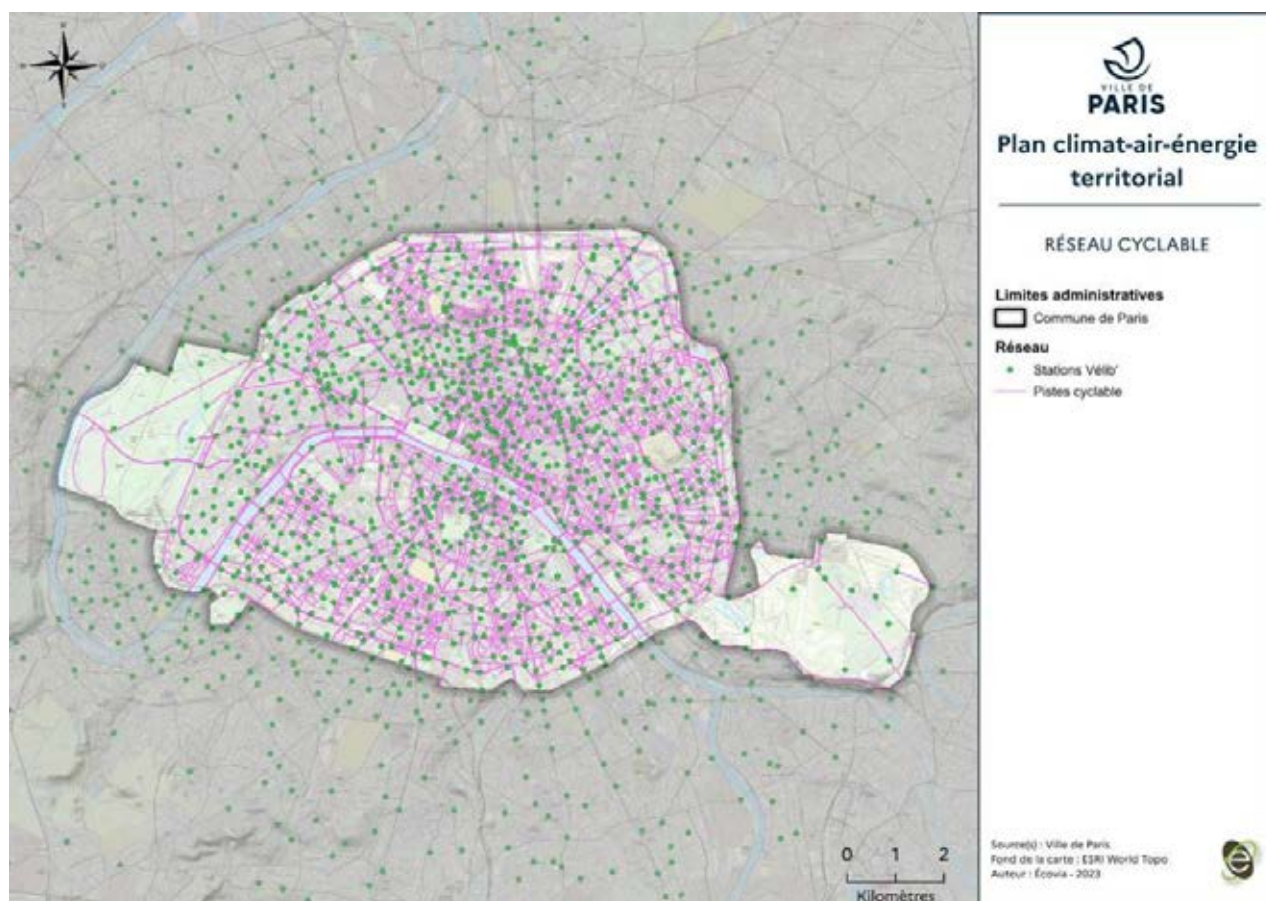 VILLE DE
PARIS
Plan climat-air-énergie
territorial
RÉSEAU CYCLABLE
Limites administratives
Commune de Paris
Réseau
Stations Vélib'
Pistes cyclable
0 1 2
Kilomètres
Source(s) : Ville de Paris
Fond de la carte : ESRI World Topo
Auteur : Écovia - 2023